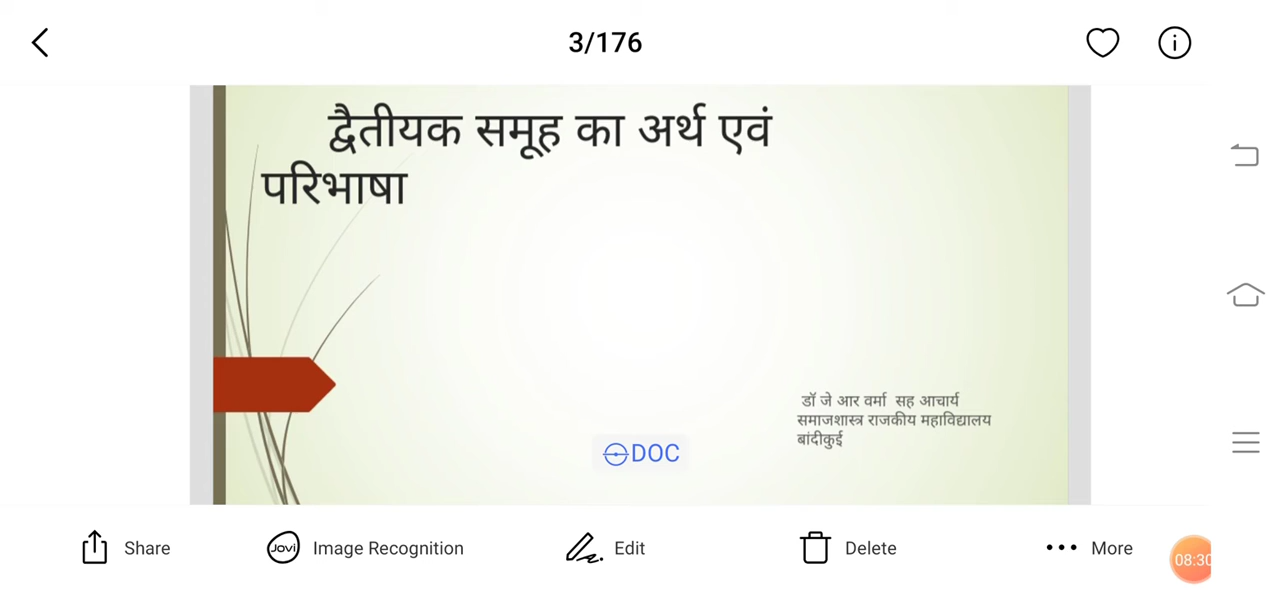 3/176
द्वैतीयक समूह का अर्थ एवं
परिभाषा
डॉ जे आर वर्मा सह आचार्य
समाजशास्त्र राजकीय महाविद्यालय
बांदीकुई
DOC
Share
Jovi
Image Recognition
Edit
Delete
More
08:30